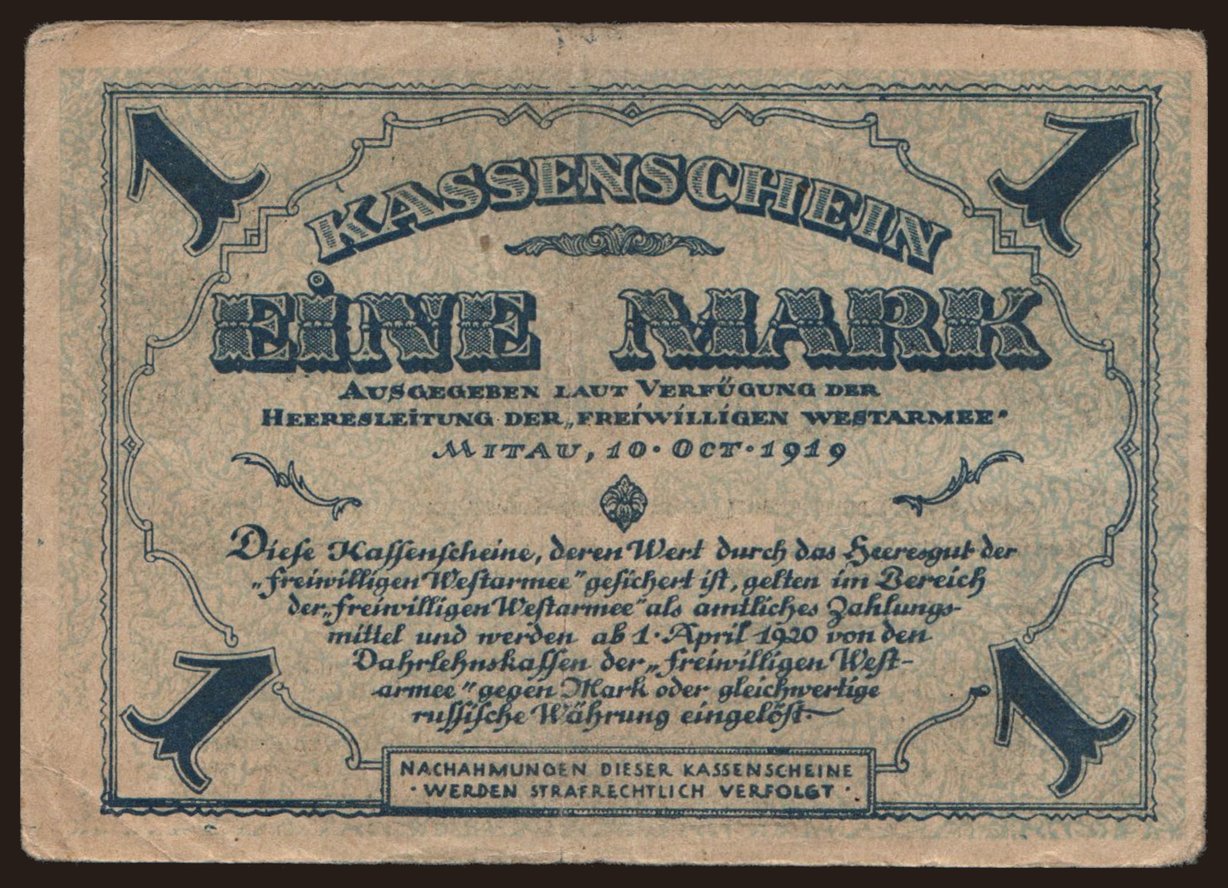 1 1
KASSENSCHEIN
EINE MARK
AUSGEGEBEN LAUT VERFÜGUNG DER
HEERESLEITUNG DER „FREIWILLIGEN WESTARMEE"
MITAU, 10. OCT. 1919
Diese Kassenscheine, deren Wert durch das Heeresgut der
„freiwilligen Westarmee" gesichert ist, gelten im Bereich
der „freiwilligen Westarmee" als amtliches Zahlungs-
mittel und werden ab 1. April 1920 von den
Dahrlehnskassen der „freiwilligen West-
armee" gegen Mark oder gleichwertige
russische Währung eingelöst.
1 1
NACHAHMUNGEN DIESER KASSENSCHEINE
· WERDEN STRAFRECHTLICH VERFOLGT ·